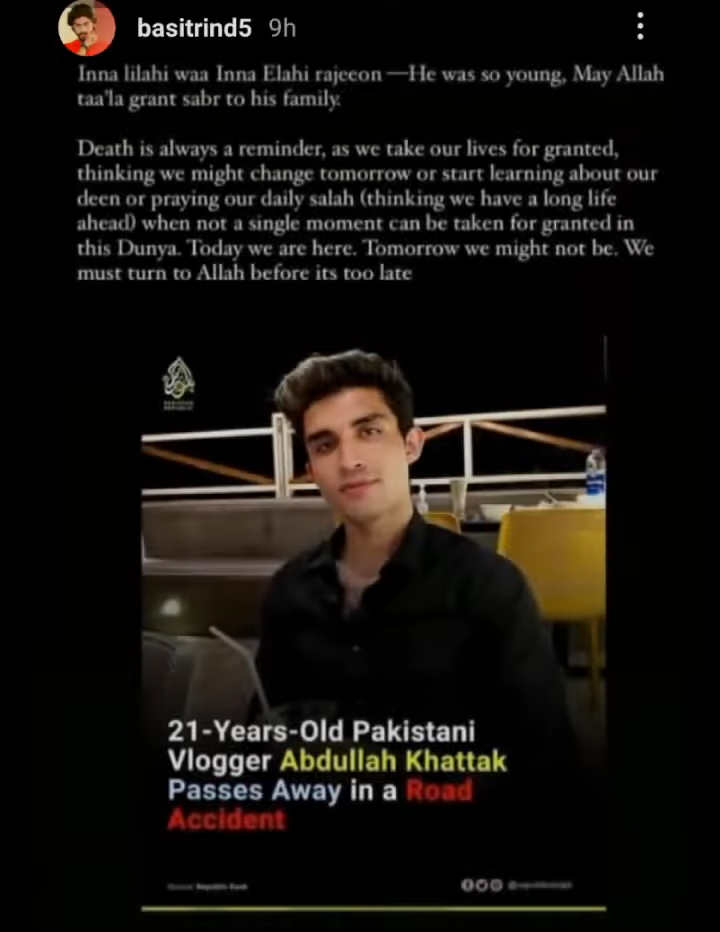 basitrind5 9h
Inna lilahi waa Inna Elahi rajeeon —He was so young, May Allah
taa'la grant sabr to his family.
Death is always a reminder, as we take our lives for granted,
thinking we might change tomorrow or start learning about our
deen or praying our daily salah (thinking we have a long life
ahead) when not a single moment can be taken for granted in
this Dunya. Today we are here. Tomorrow we might not be. We
must turn to Allah before its too late
21-Years-Old Pakistani
Vlogger Abdullah Khattak
Passes Away in a Road
Accident